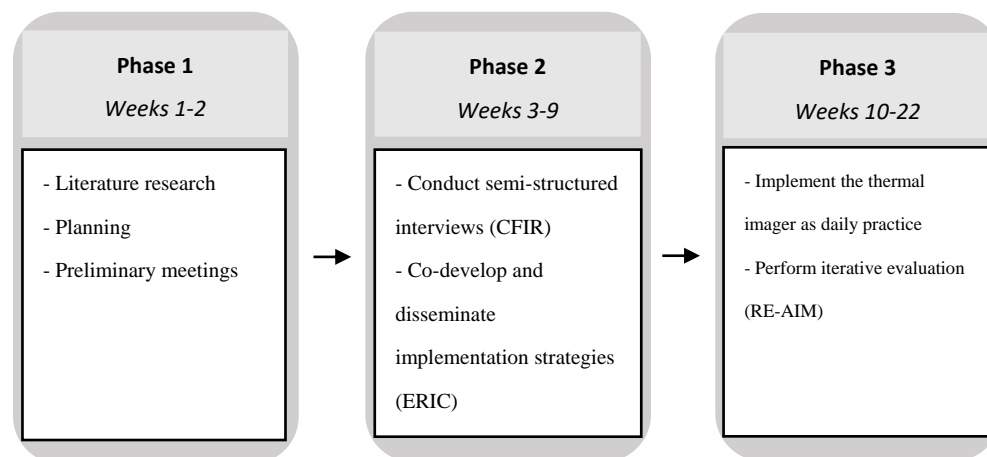 Phase 1
Weeks 1-2
- Literature research
- Planning
- Preliminary meetings
Phase 2
Weeks 3-9
- Conduct semi-structured
interviews (CFIR)
- Co-develop and
disseminate
implementation strategies
(ERIC)
Phase 3
Weeks 10-22
- Implement the thermal
imager as daily practice
- Perform iterative evaluation
(RE-AIM)